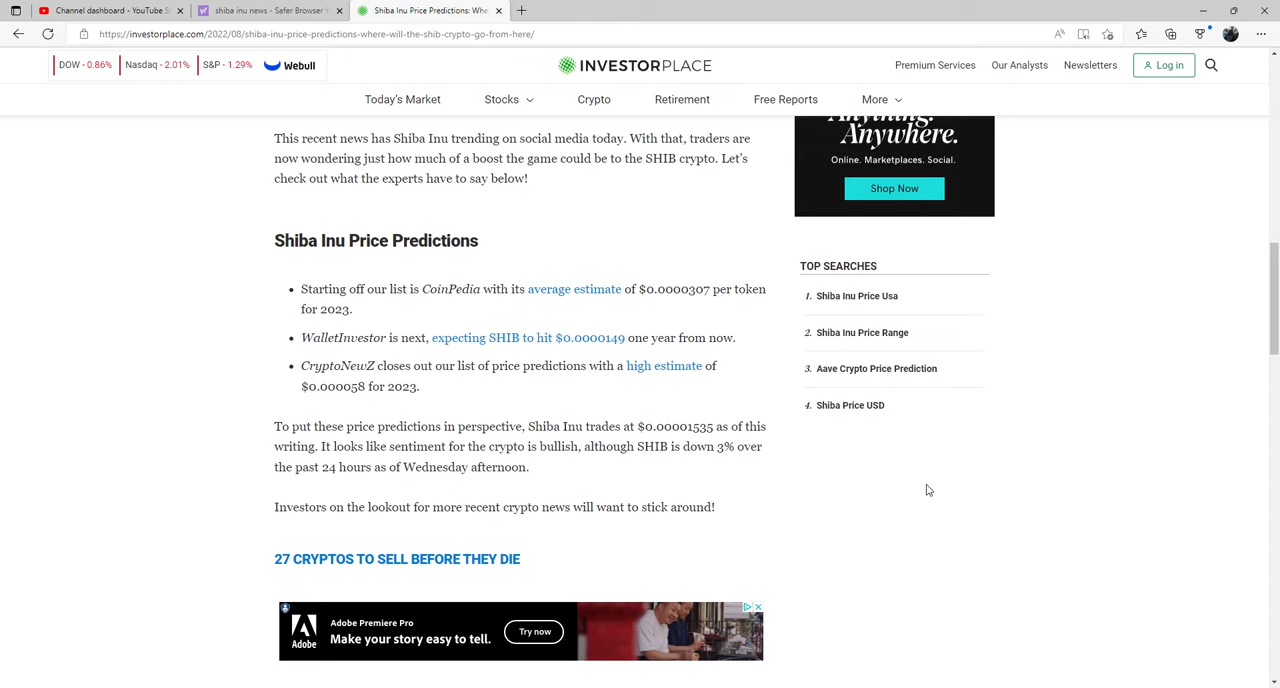 Channel dashboard - YouTube S
shiba inu news - Safer Browser Y
Shiba Inu Price Predictions: Whe
https://investorplace.com/2022/08/shiba-inu-price-predictions-where-will-the-shib-crypto-go-from-here/
DOW - 0.86% Nasdaq - 2.01% S&P - 1.29% Webull
INVESTORPLACE
Premium Services Our Analysts Newsletters Log in
Today's Market Stocks Crypto Retirement Free Reports More
Anything.
Anywhere.
Online. Marketplaces. Social.
Shop Now
This recent news has Shiba Inu trending on social media today. With that, traders are
now wondering just how much of a boost the game could be to the SHIB crypto. Let's
check out what the experts have to say below!
Shiba Inu Price Predictions
• Starting off our list is CoinPedia with its average estimate of $0.0000307 per token
for 2023.
• WalletInvestor is next, expecting SHIB to hit $0.0000149 one year from now.
• CryptoNewZ closes out our list of price predictions with a high estimate of
$0.000058 for 2023.
To put these price predictions in perspective, Shiba Inu trades at $0.00001535 as of this
writing. It looks like sentiment for the crypto is bullish, although SHIB is down 3% over
the past 24 hours as of Wednesday afternoon.
Investors on the lookout for more recent crypto news will want to stick around!
27 CRYPTOS TO SELL BEFORE THEY DIE
TOP SEARCHES
1. Shiba Inu Price Usa
2. Shiba Inu Price Range
3. Aave Crypto Price Prediction
4. Shiba Price USD
Adobe
Adobe Premiere Pro
Make your story easy to tell.
Try now